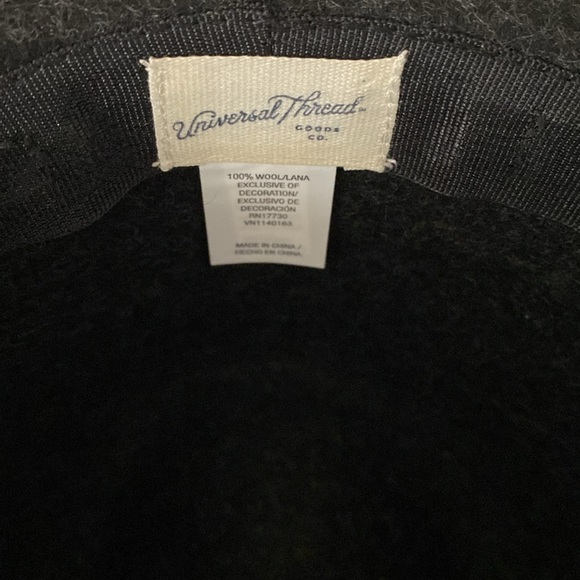 Universal Thread™
GOODS
CO.
100% WOOL/LANA
EXCLUSIVE OF
DECORATION/
EXCLUSIVO DE
DECORACIÓN
RN17730
VN1140163
MADE IN CHINA /
HECHO EN CHINA